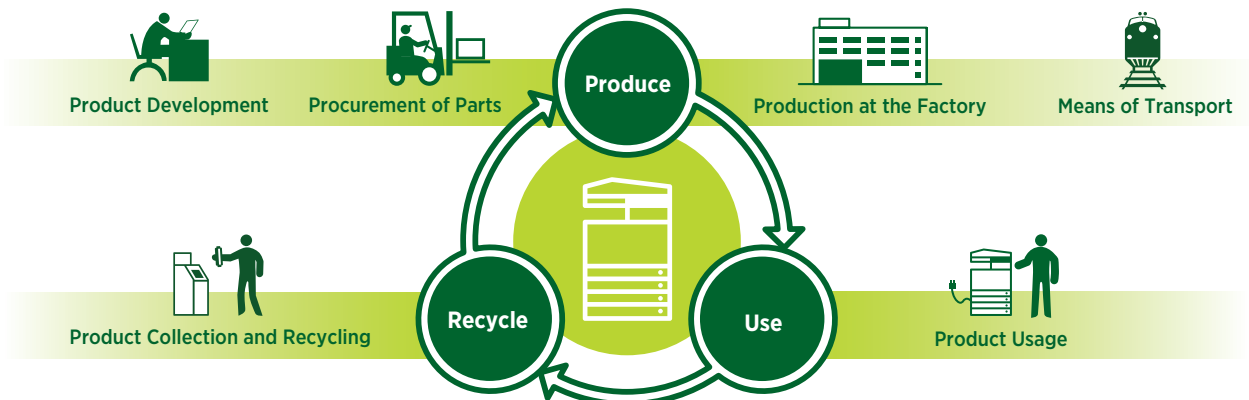 Product Development
Procurement of Parts
Produce
Production at the Factory
Means of Transport
Product Collection and Recycling
Recycle
Use
Product Usage